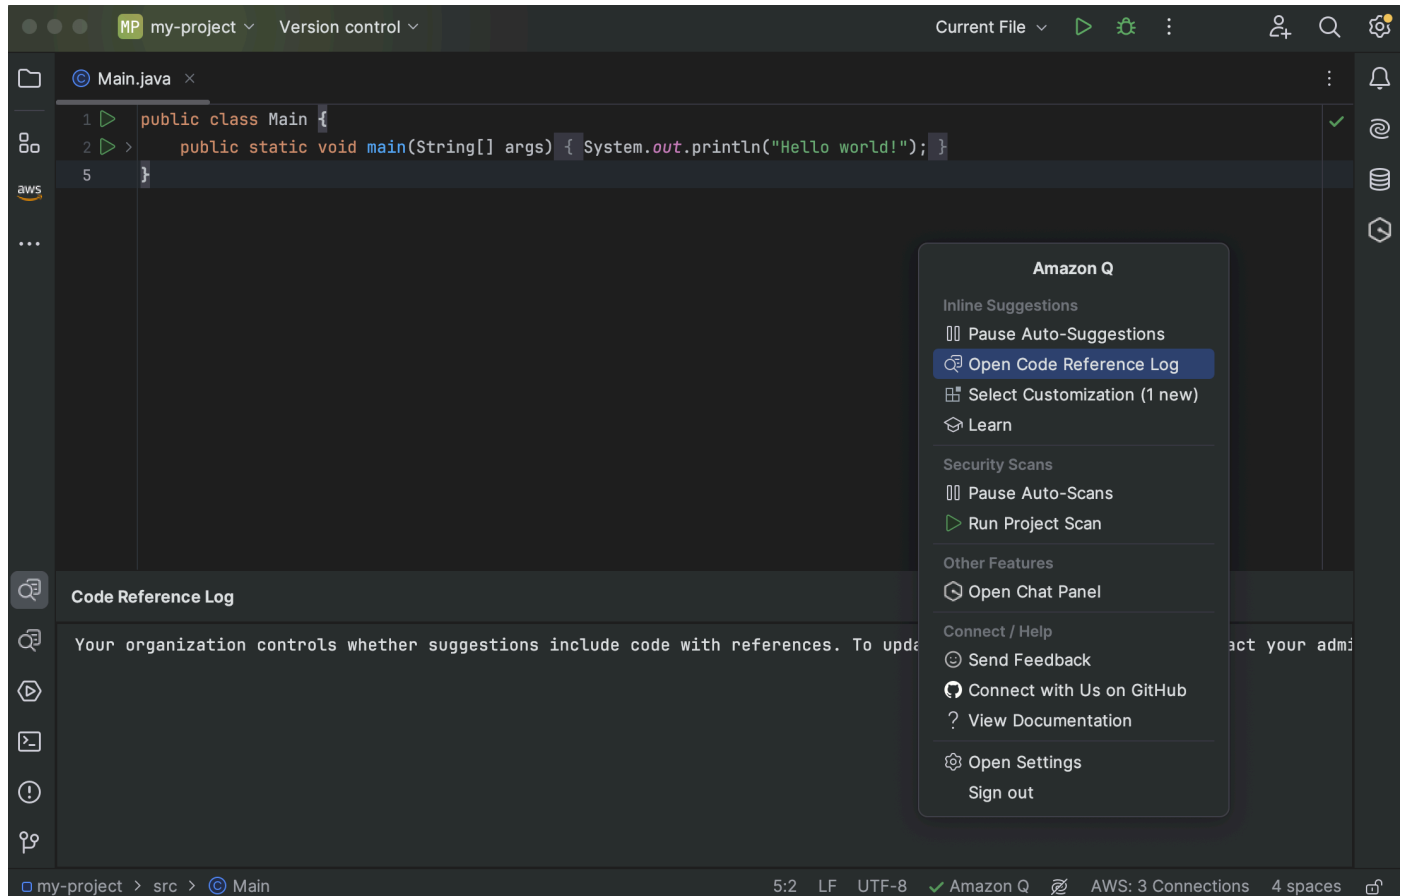 MP my-project Version control Current File
Main.java
1 public class Main {
2 public static void main(String[] args) { System.out.println("Hello world!"); }
5 }
aws
Amazon Q
Inline Suggestions
Pause Auto-Suggestions
Open Code Reference Log
Select Customization (1 new)
Learn
Security Scans
Pause Auto-Scans
Run Project Scan
Other Features
Open Chat Panel
Connect / Help
Send Feedback
Connect with Us on GitHub
? View Documentation
Open Settings
Sign out
Code Reference Log
Your organization controls whether suggestions include code with references. To upda act your admi
my-project > src > Main 5:2 LF UTF-8 Amazon Q AWS: 3 Connections 4 spaces